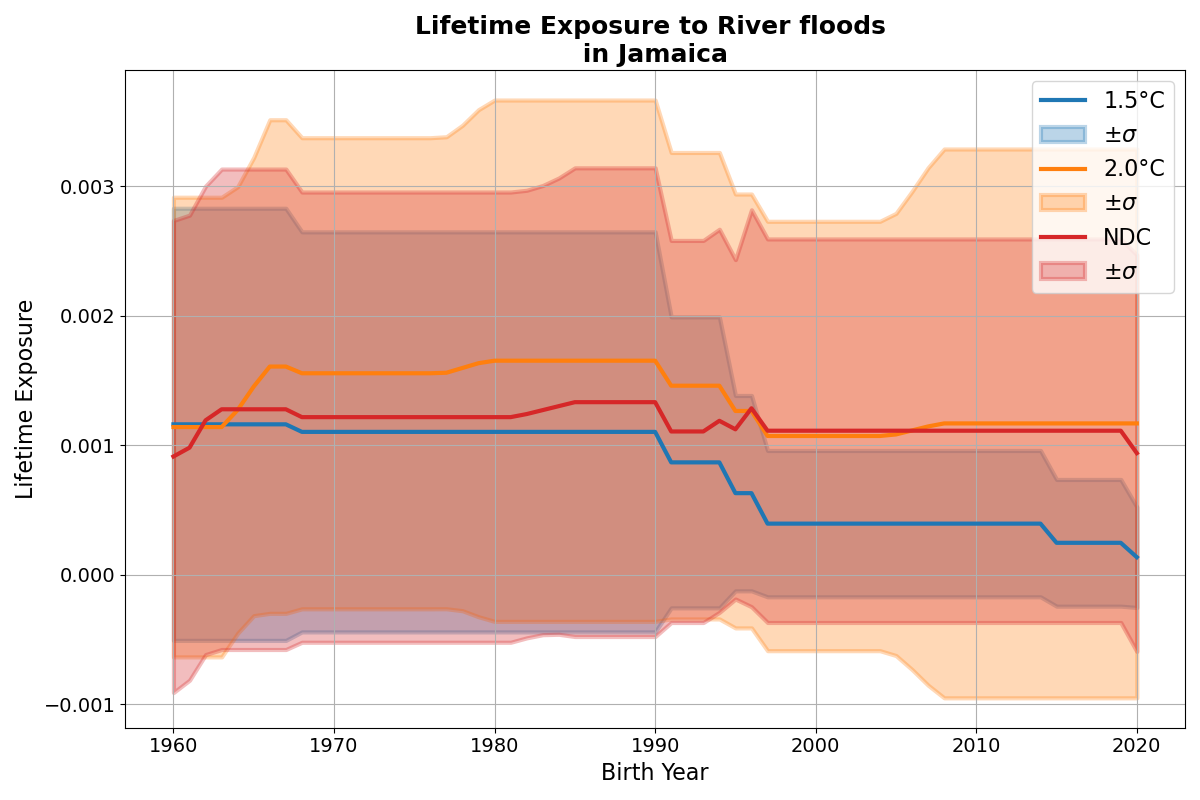 Lifetime Exposure to River floods
in Jamaica
Lifetime Exposure
0.003
0.002
0.001
0.000
−0.001
1960
1970
1980
1990
2000
2010
2020
Birth Year
1.5°C
±σ
2.0°C
±σ
NDC
±σ